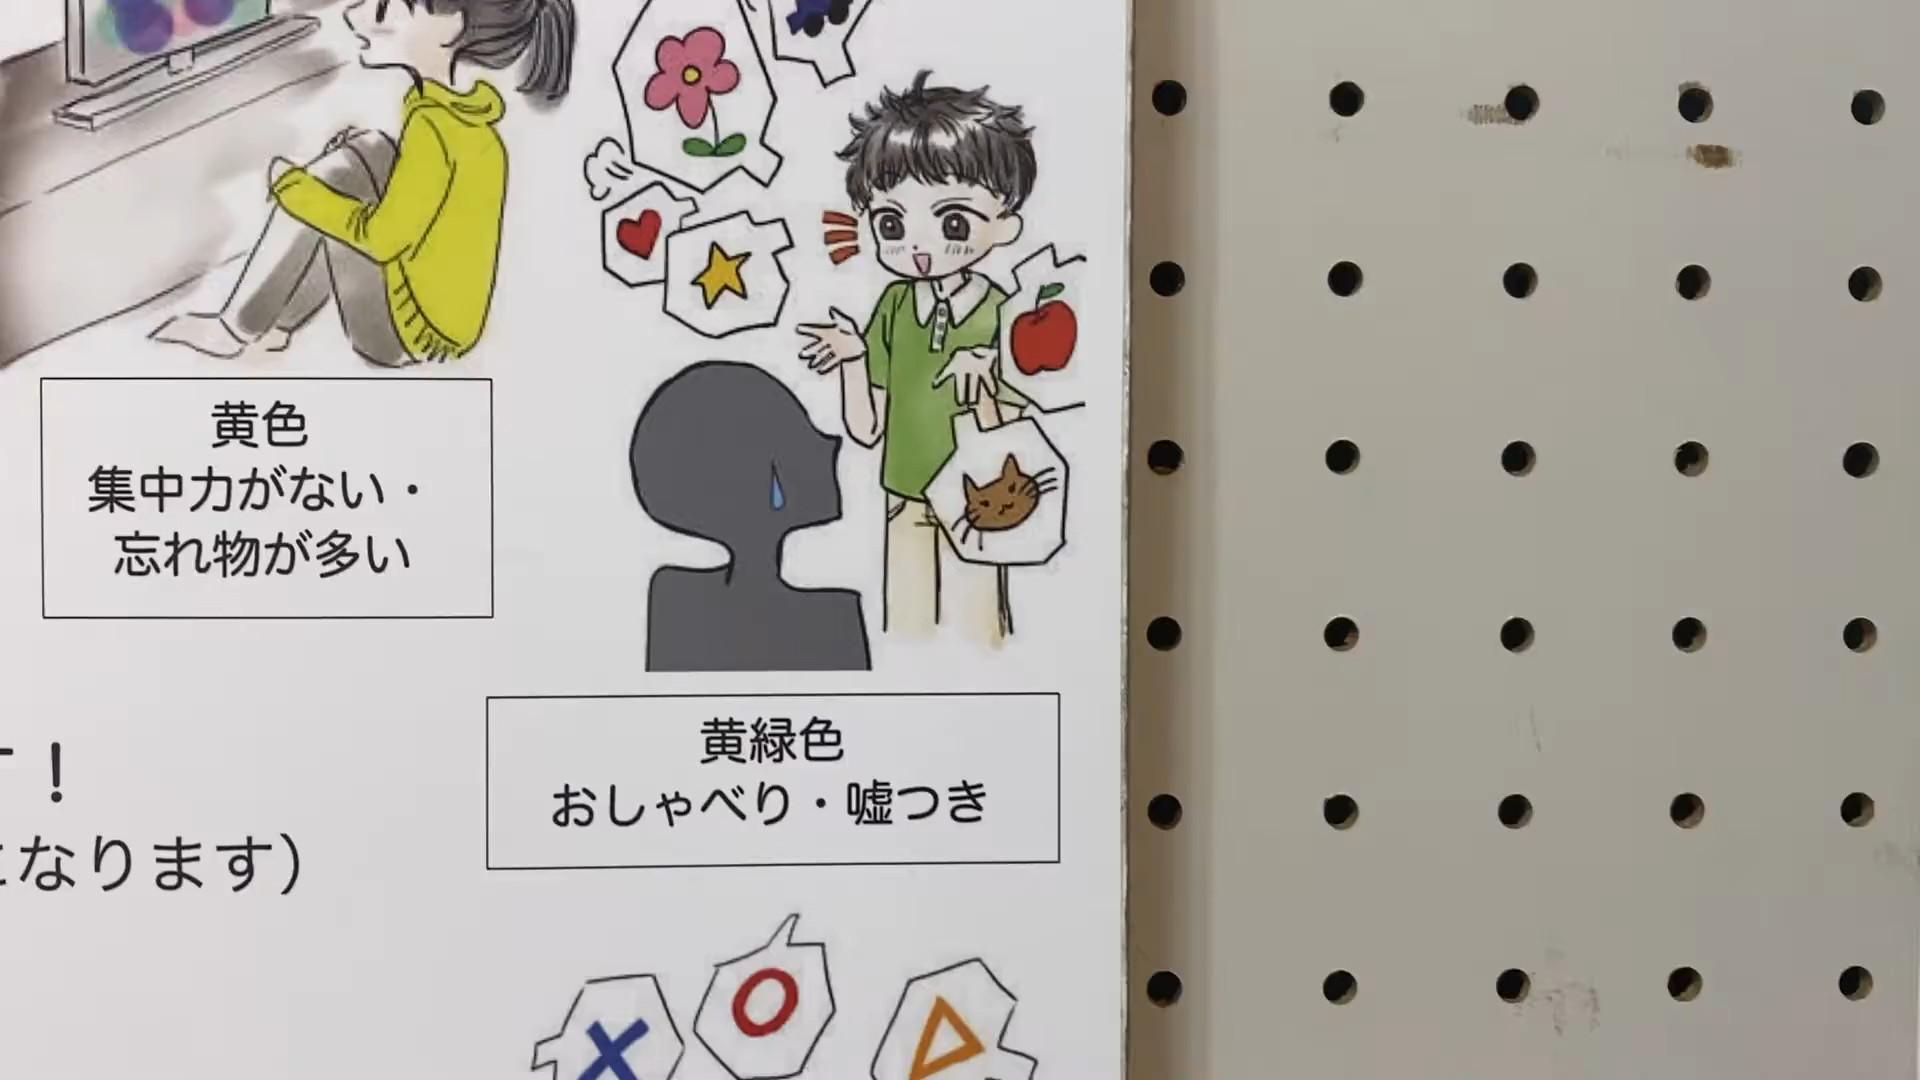 黄色
集中力がない・
忘れ物が多い
黄緑色
おしゃべり・嘘つき
！
なります）